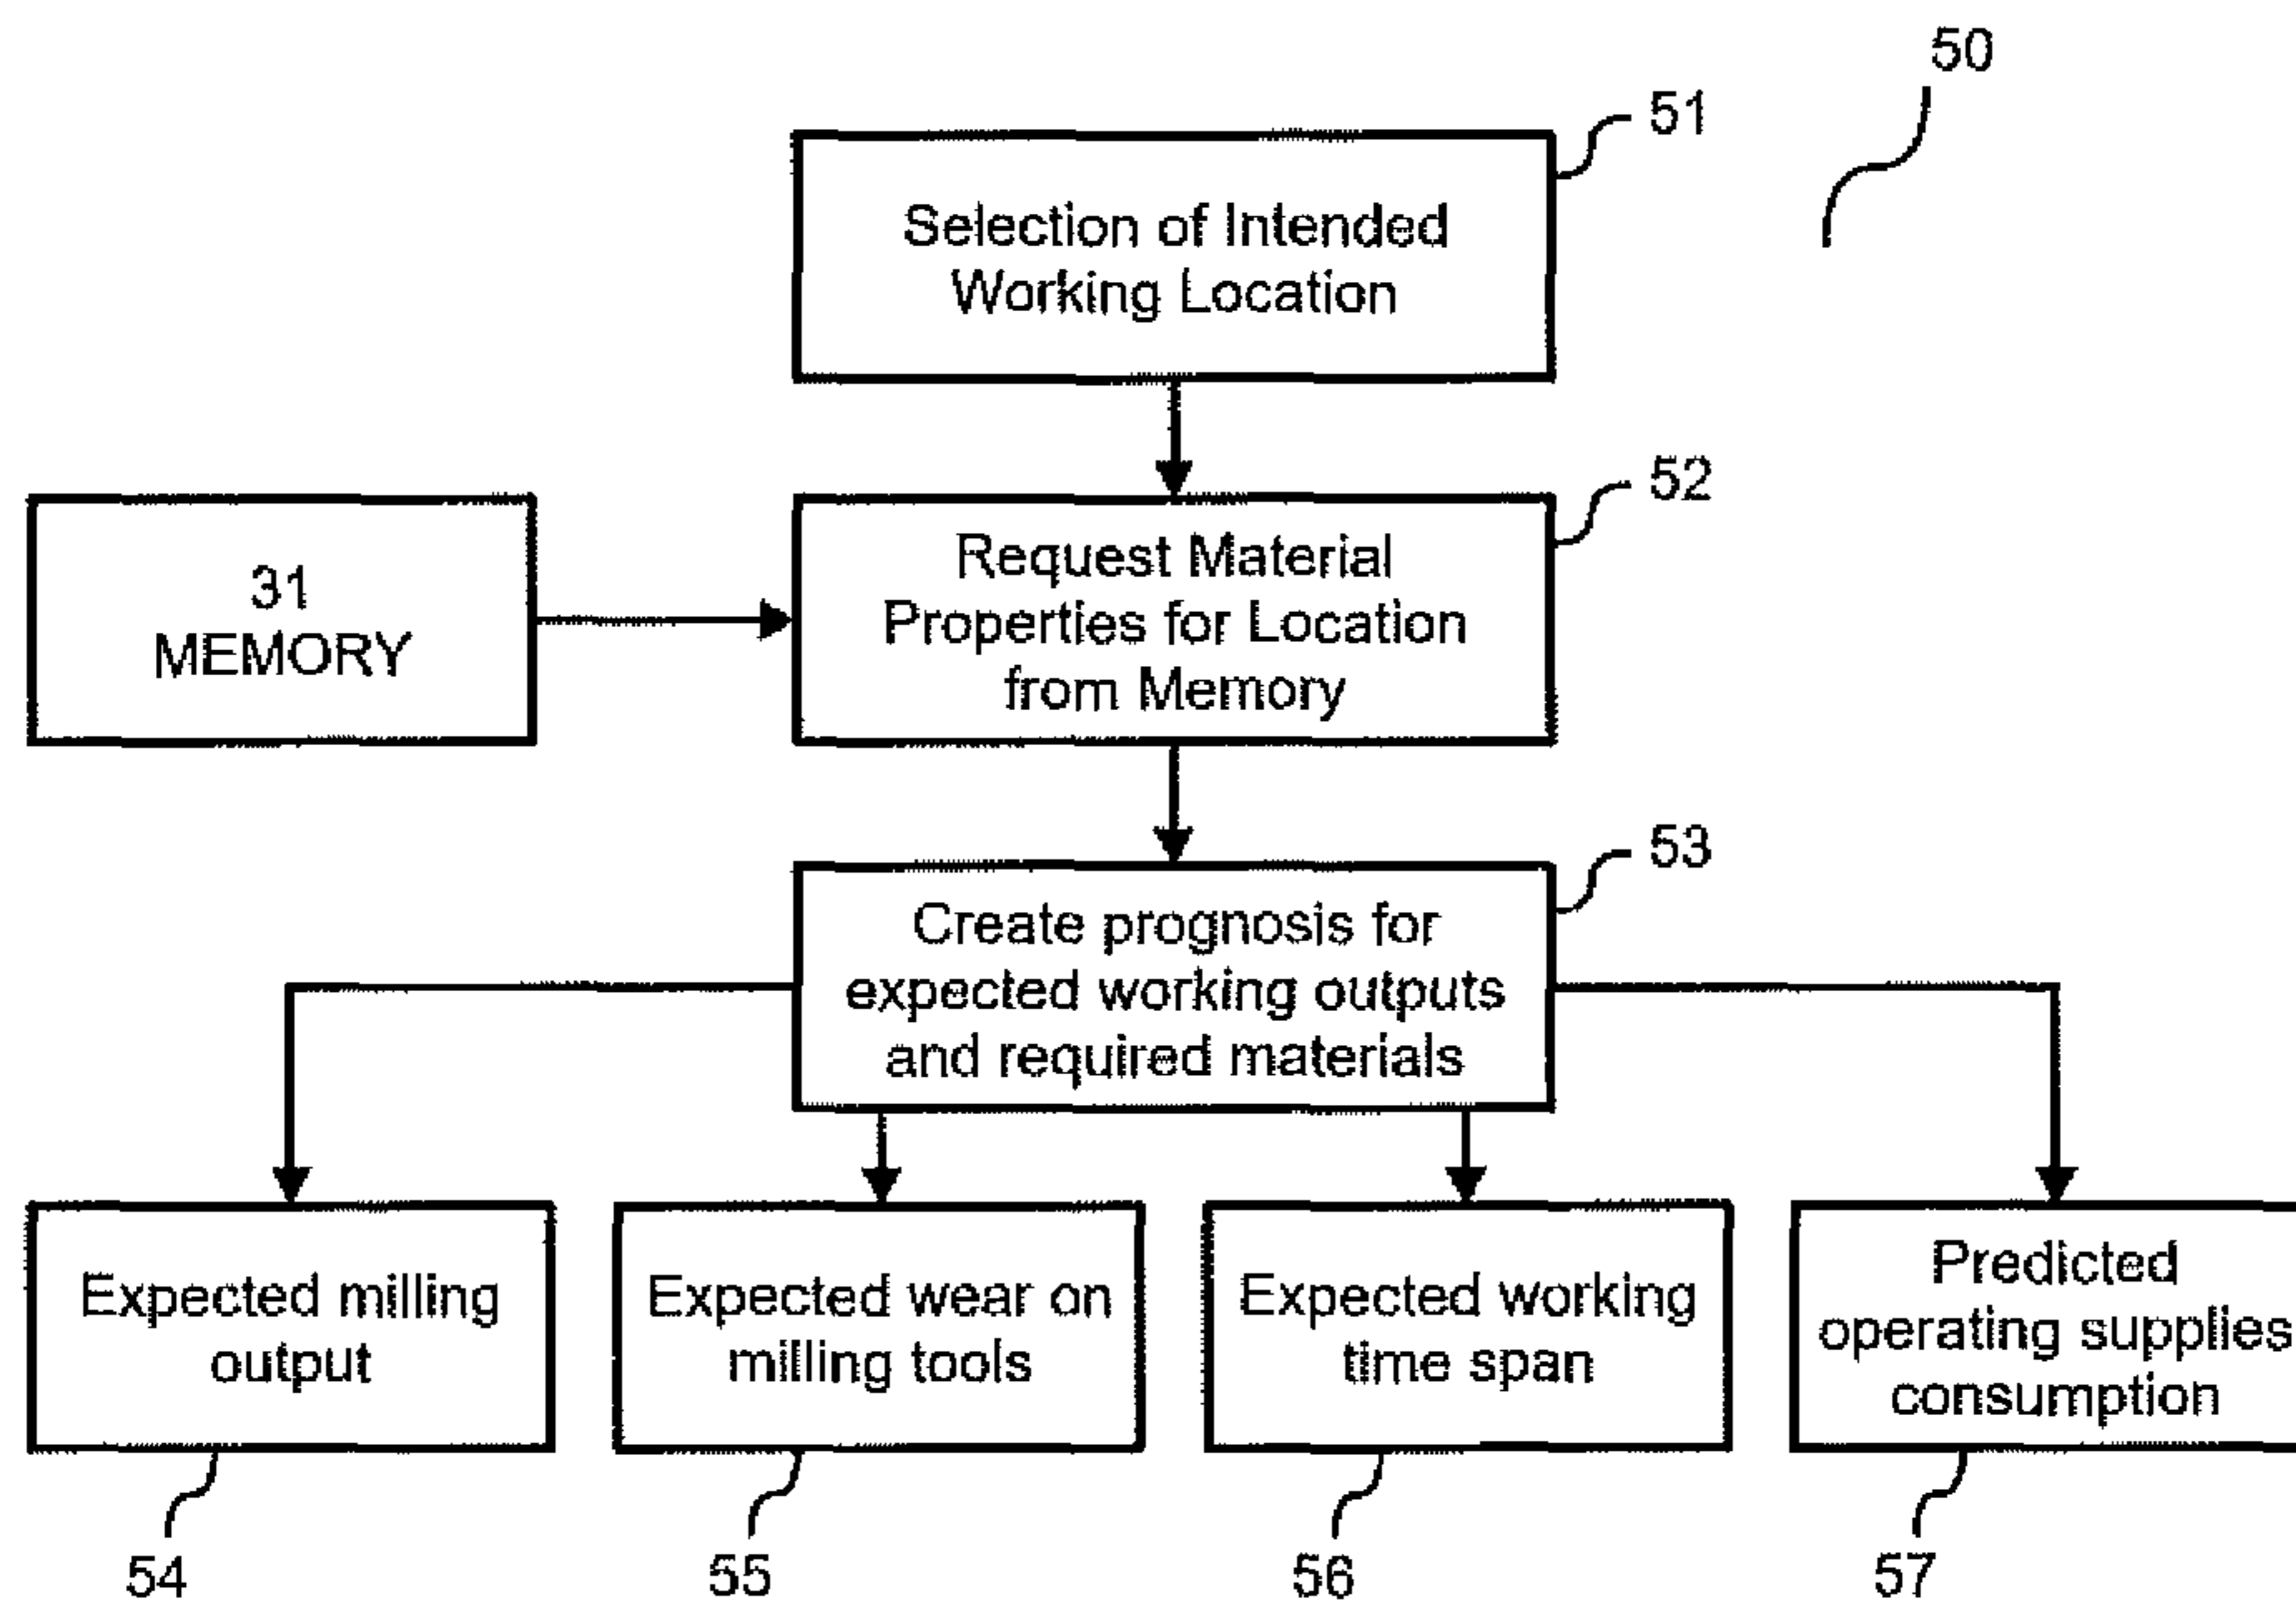 50
51
Selection of Intended
Working Location
52
31
MEMORY
Request Material
Properties for Location
from Memory
53
Create prognosis for
expected working outputs
and required materials
Expected milling
output
Expected wear on
milling tools
Expected working
time span
Predicted
operating supplies
consumption
54
55
56
57